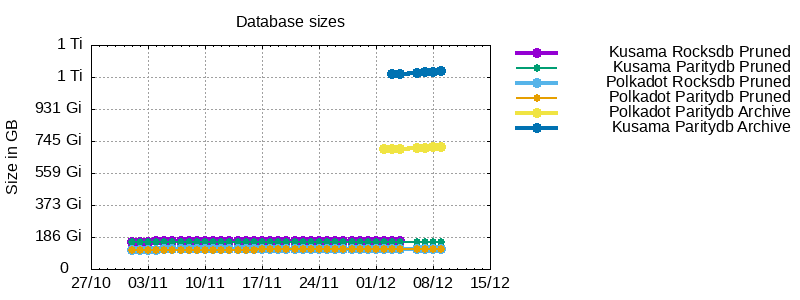 Database sizes
1 Ti
1 Ti
931 Gi
745 Gi
559 Gi
373 Gi
186 Gi
0
Size in GB
27/10 03/11 10/11 17/11 24/11 01/12 08/12 15/12
Kusama Rocksdb Pruned
Kusama Paritydb Pruned
Polkadot Rocksdb Pruned
Polkadot Paritydb Pruned
Polkadot Paritydb Archive
Kusama Paritydb Archive